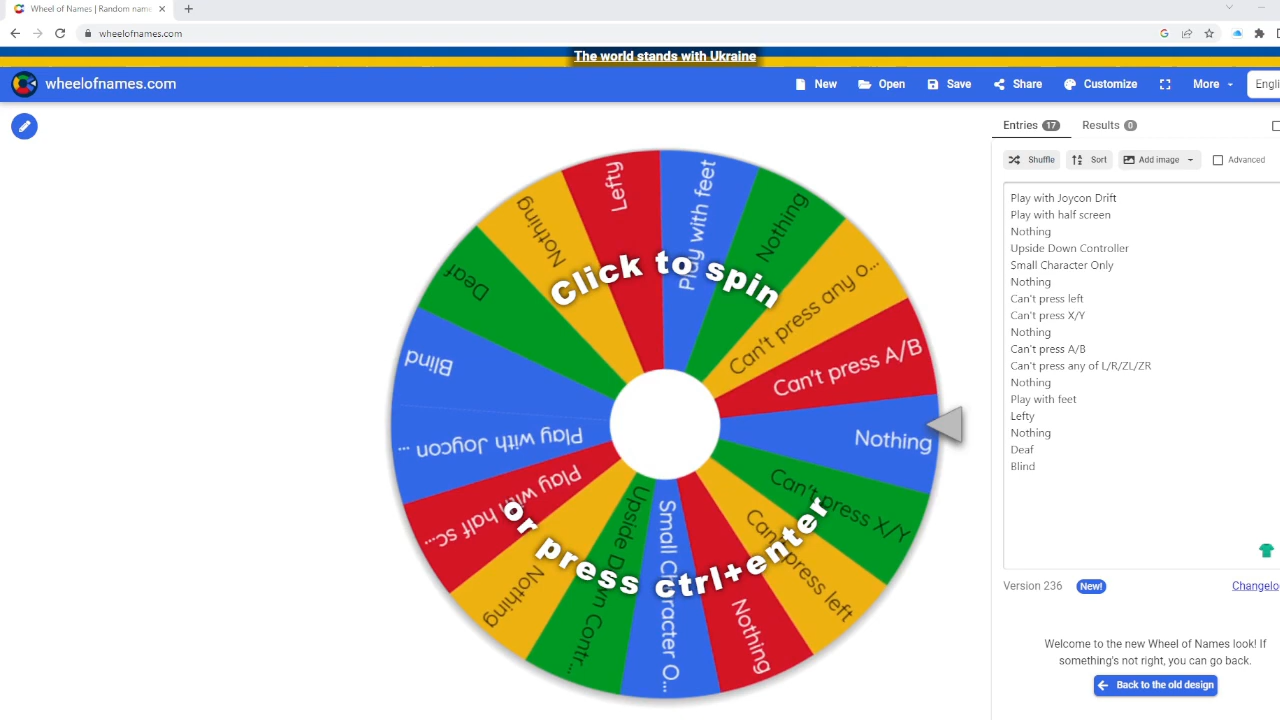 Wheel of Names | Random name
wheelofnames.com
The world stands with Ukraine
wheelofnames.com
New
Open
Save
Share
Customize
More
Engli
Entries 17
Results 0
Shuffle
Sort
Add image
Advanced
Play with Joycon Drift
Play with half screen
Nothing
Upside Down Controller
Small Character Only
Nothing
Can't press left
Can't press X/Y
Nothing
Can't press A/B
Can't press any of L/R/ZL/ZR
Nothing
Play with feet
Lefty
Nothing
Deaf
Blind
Version 236
New!
Changelo
Welcome to the new Wheel of Names look! If
something's not right, you can go back.
Back to the old design
Click to spin
or press ctrl+enter
Lefty
Play with feet
Nothing
Can't press any o...
Can't press A/B
Nothing
Can't press X/Y
Can't press left
Nothing
Small Character O...
Upside Down Contr...
Nothing
Play with half sc...
Play with Joycon ...
Blind
Deaf
Nothing